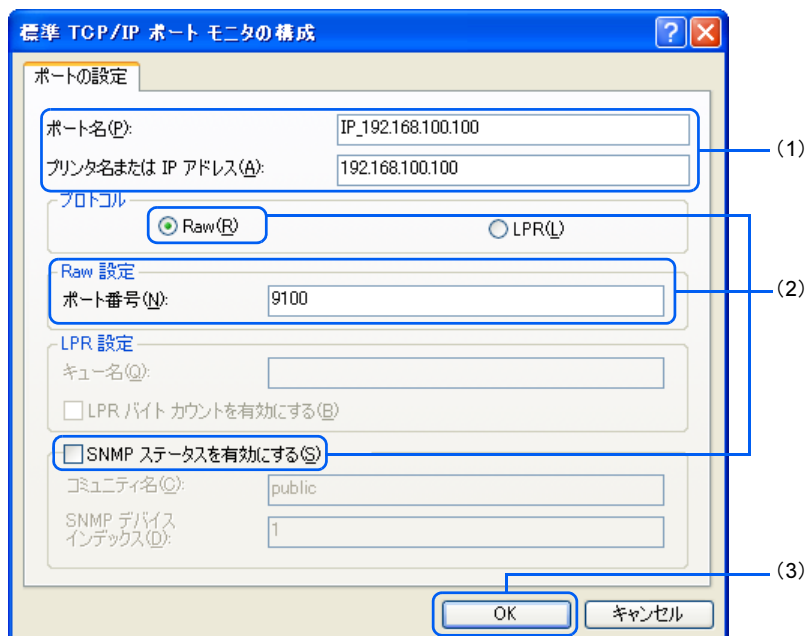 標準 TCP/IP ポート モニタの構成
ポートの設定
ポート名(P): IP_192.168.100.100
(1)
プリンタ名または IP アドレス(A): 192.168.100.100
プロトコル
Raw(R) LPR(L)
Raw 設定
(2)
ポート番号(N): 9100
LPR 設定
キュー名(Q):
LPR バイト カウントを有効にする(B)
SNMP ステータスを有効にする(S)
コミュニティ名(C): public
SNMP デバイス
インデックス(D): 1
(3)
OK キャンセル